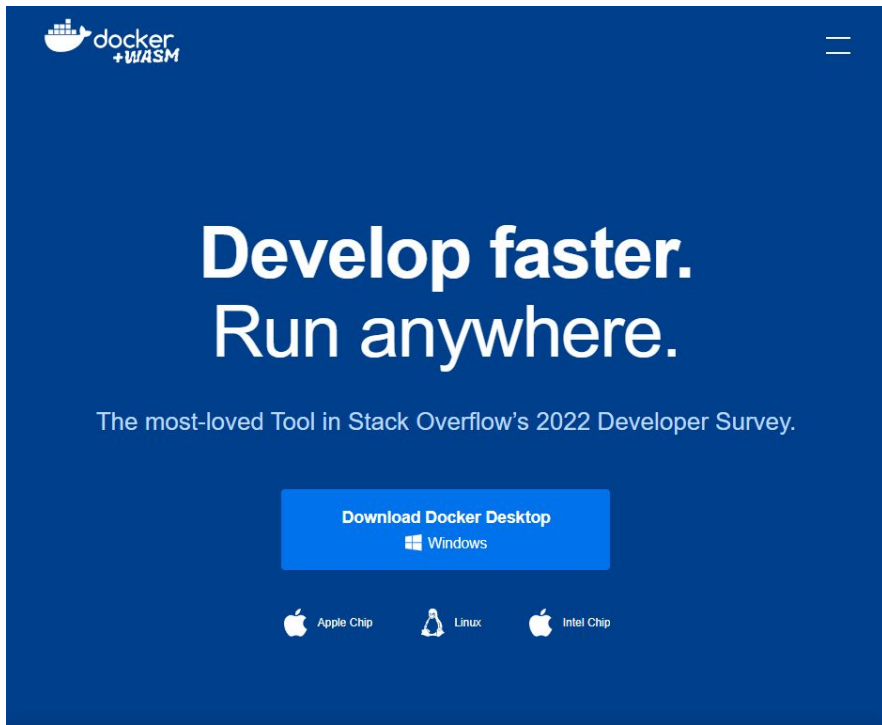 docker
+WASM
Develop faster.
Run anywhere.
The most-loved Tool in Stack Overflow’s 2022 Developer Survey.
Download Docker Desktop
Windows
Apple Chip Linux Intel Chip